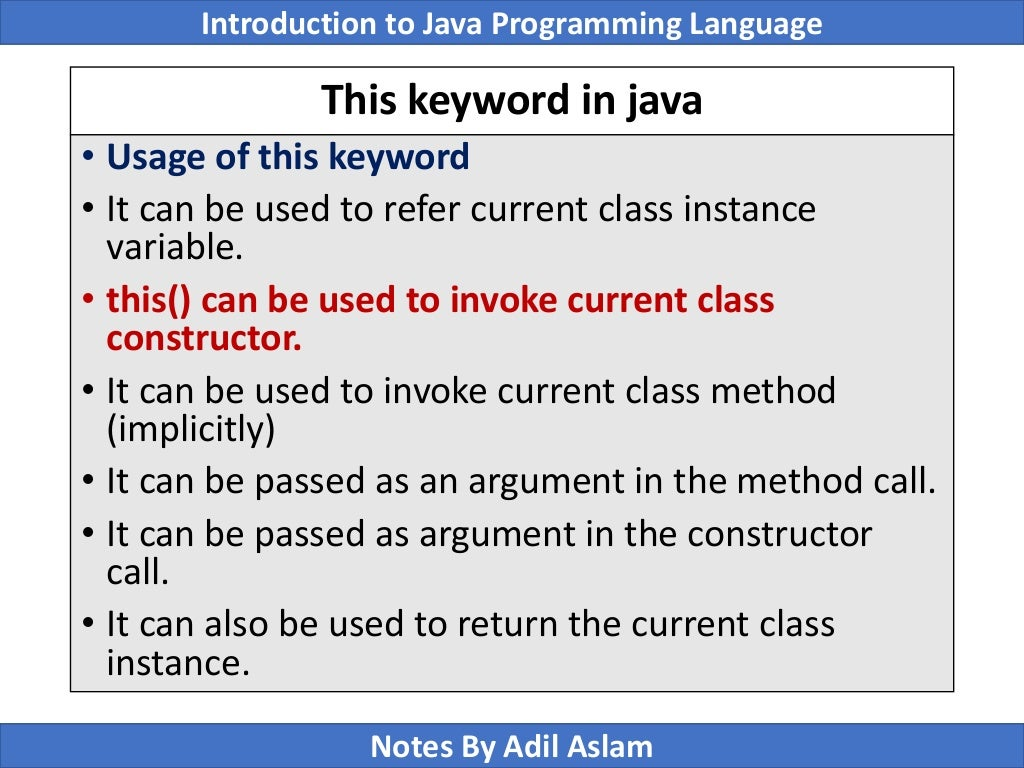 Introduction to Java Programming Language
This keyword in java
• Usage of this keyword
• It can be used to refer current class instance
variable.
• this() can be used to invoke current class
constructor.
• It can be used to invoke current class method
(implicitly)
• It can be passed as an argument in the method call.
• It can be passed as argument in the constructor
call.
• It can also be used to return the current class
instance.
Notes By Adil Aslam